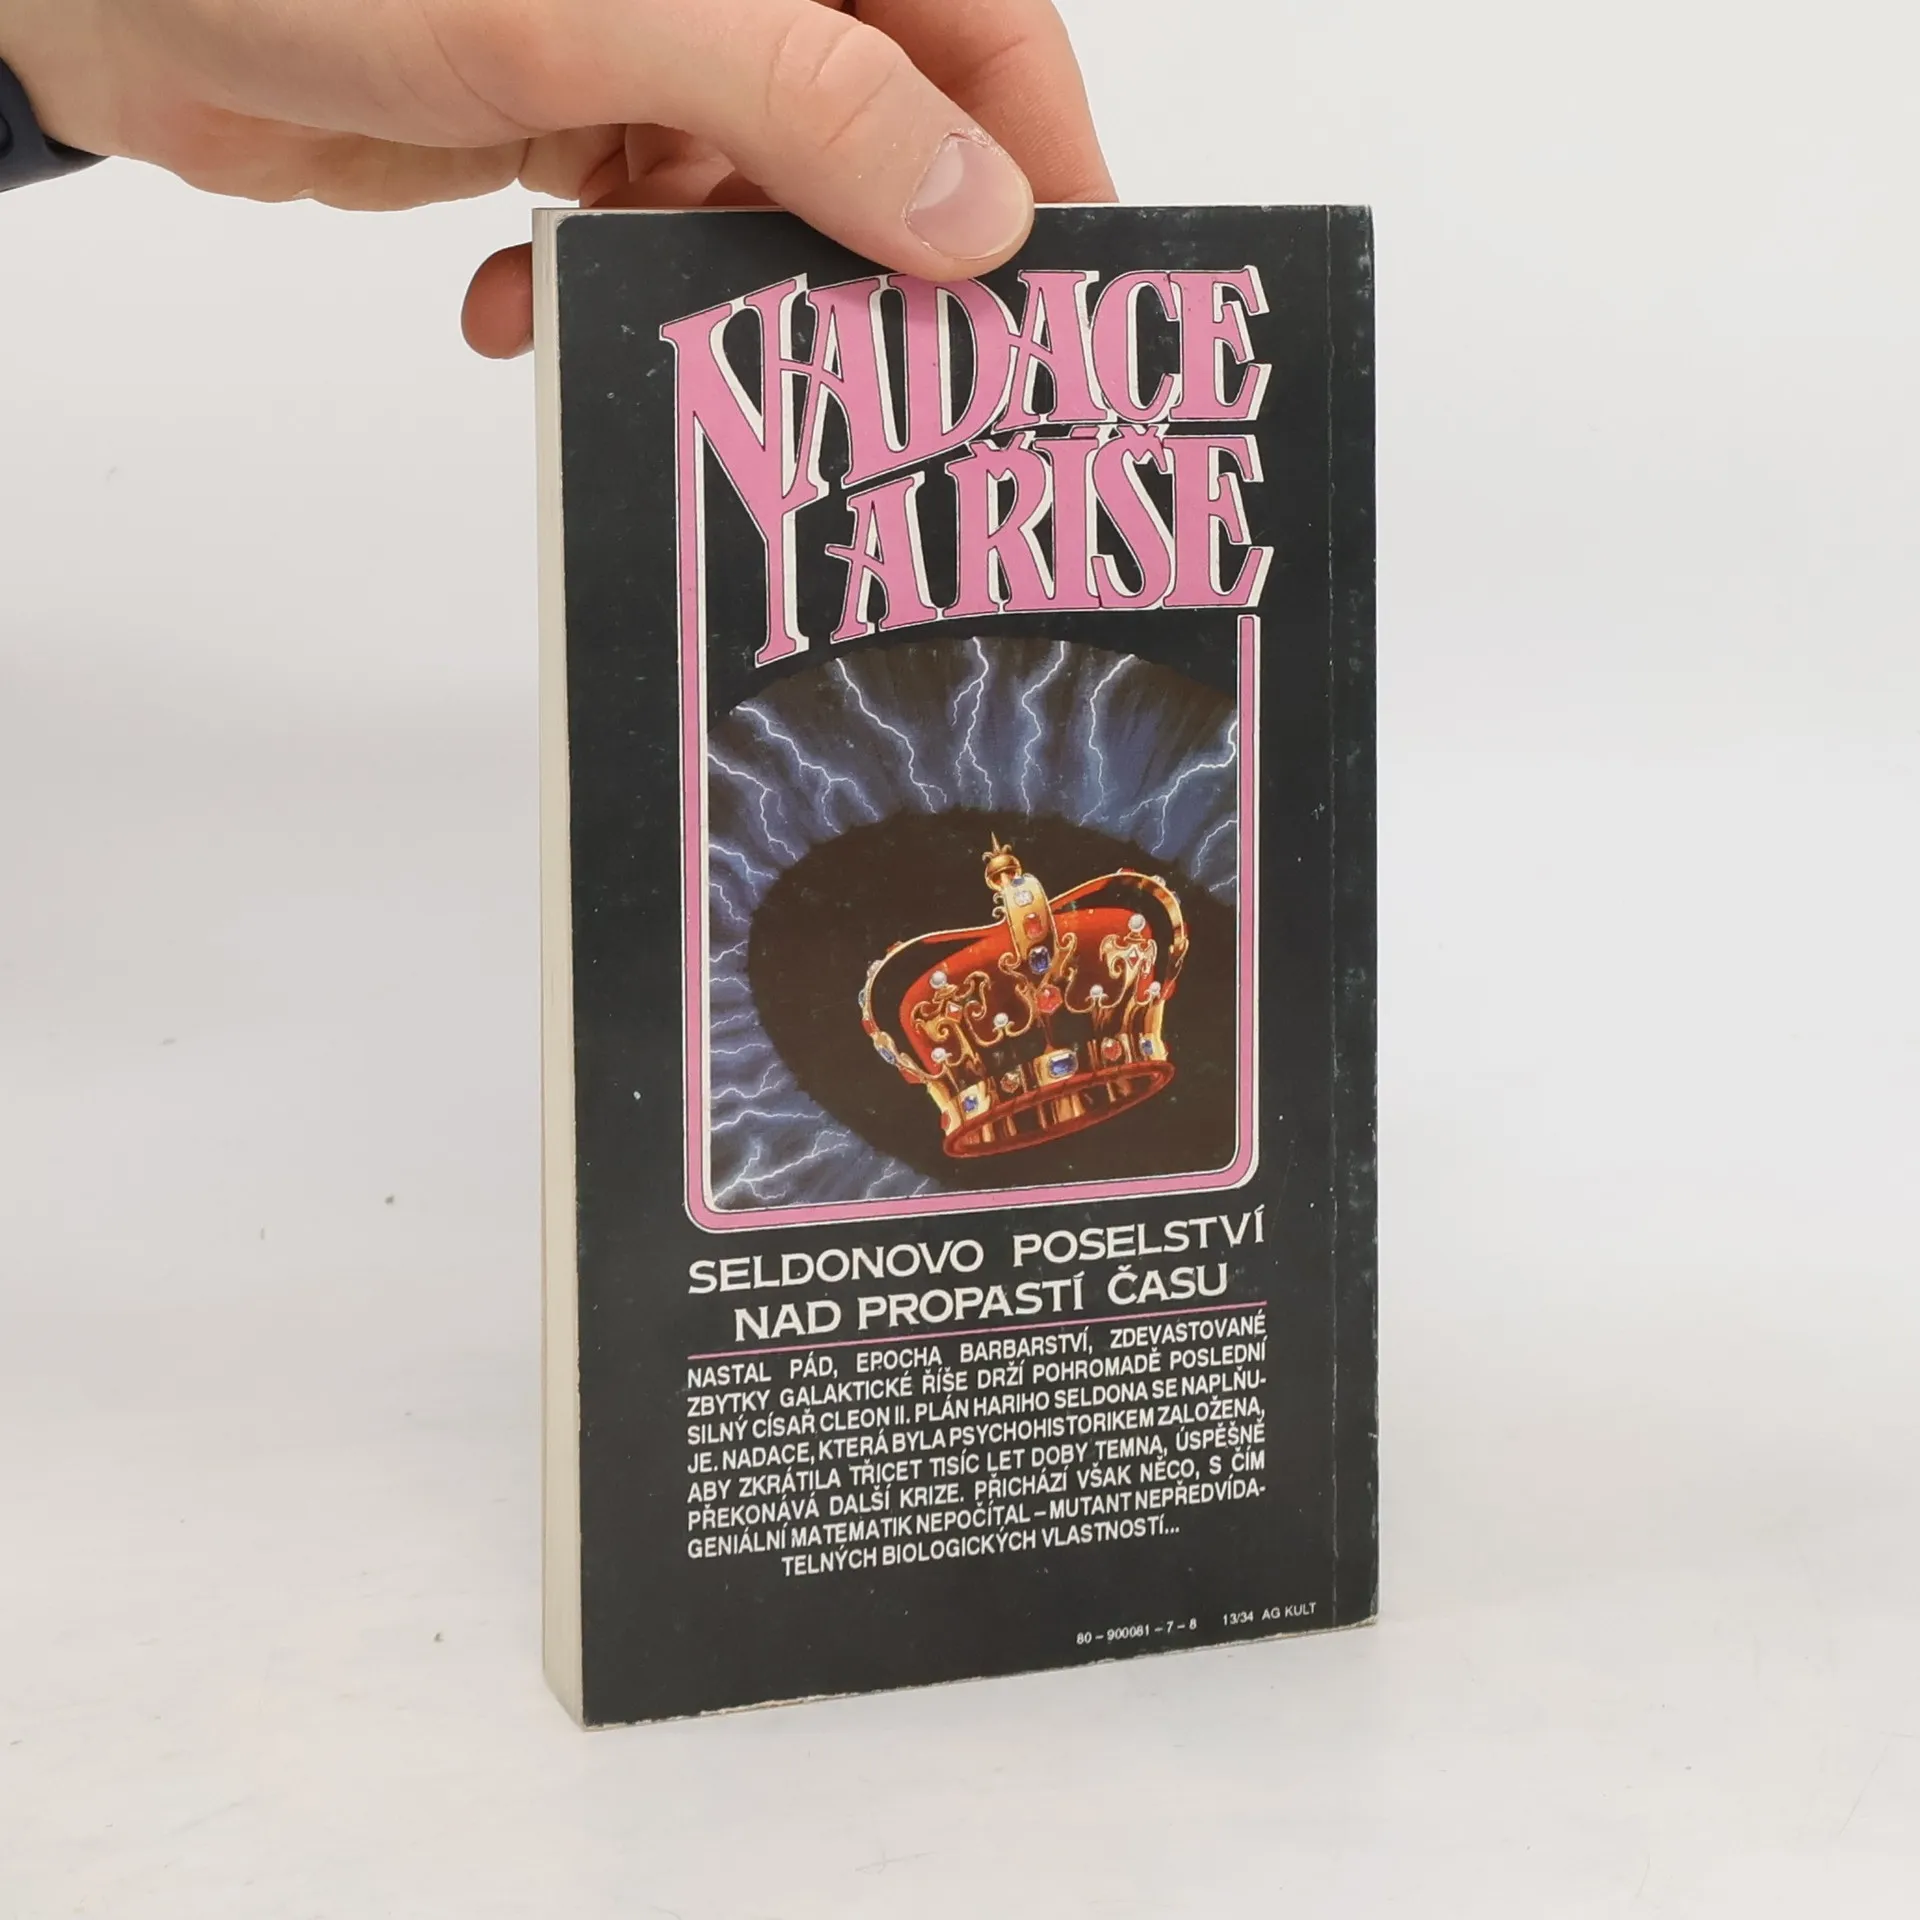 NADACE
A ŘÍŠE
SELDONOVO POSELSTVÍ
NAD PROPASTÍ ČASU
NASTAL PÁD, EPOCHA BARBARSTVÍ, ZDEVASTOVANÉ
ZBYTKY GALAKTICKÉ ŘÍŠE DRŽÍ POHROMADĚ POSLEDNÍ
SILNÝ CÍSAŘ CLEON II. PLÁN HARIHO SELDONA SE NAPLŇU-
JE. NADACE, KTERÁ BYLA PSYCHOHISTORIKEM ZALOŽENA,
ABY ZKRÁTILA TŘICET TISÍC LET DOBY TEMNA, ÚSPĚŠNĚ
PŘEKONÁVÁ DALŠÍ KRIZE. PŘICHÁZÍ VŠAK NĚCO, S ČÍM
GENIÁLNÍ MATEMATIK NEPOČÍTAL – MUTANT NEPŘEDVÍDA-
TELNÝCH BIOLOGICKÝCH VLASTNOSTÍ...
80 – 900081 – 7 – 8 13/34 AG KULT